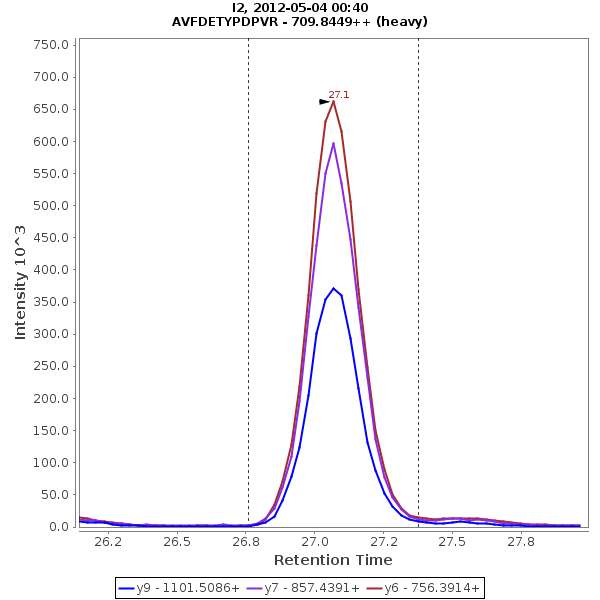 I2, 2012-05-04 00:40
AVFDETYPDPVR - 709.8449++ (heavy)
750.0
700.0
650.0
600.0
550.0
500.0
450.0
400.0
350.0
300.0
250.0
200.0
150.0
100.0
50.0
0.0
Intensity 10^3
27.1
26.2 26.5 26.8 27.0 27.2 27.5 27.8
Retention Time
y9 - 1101.5086+ y7 - 857.4391+ y6 - 756.3914+